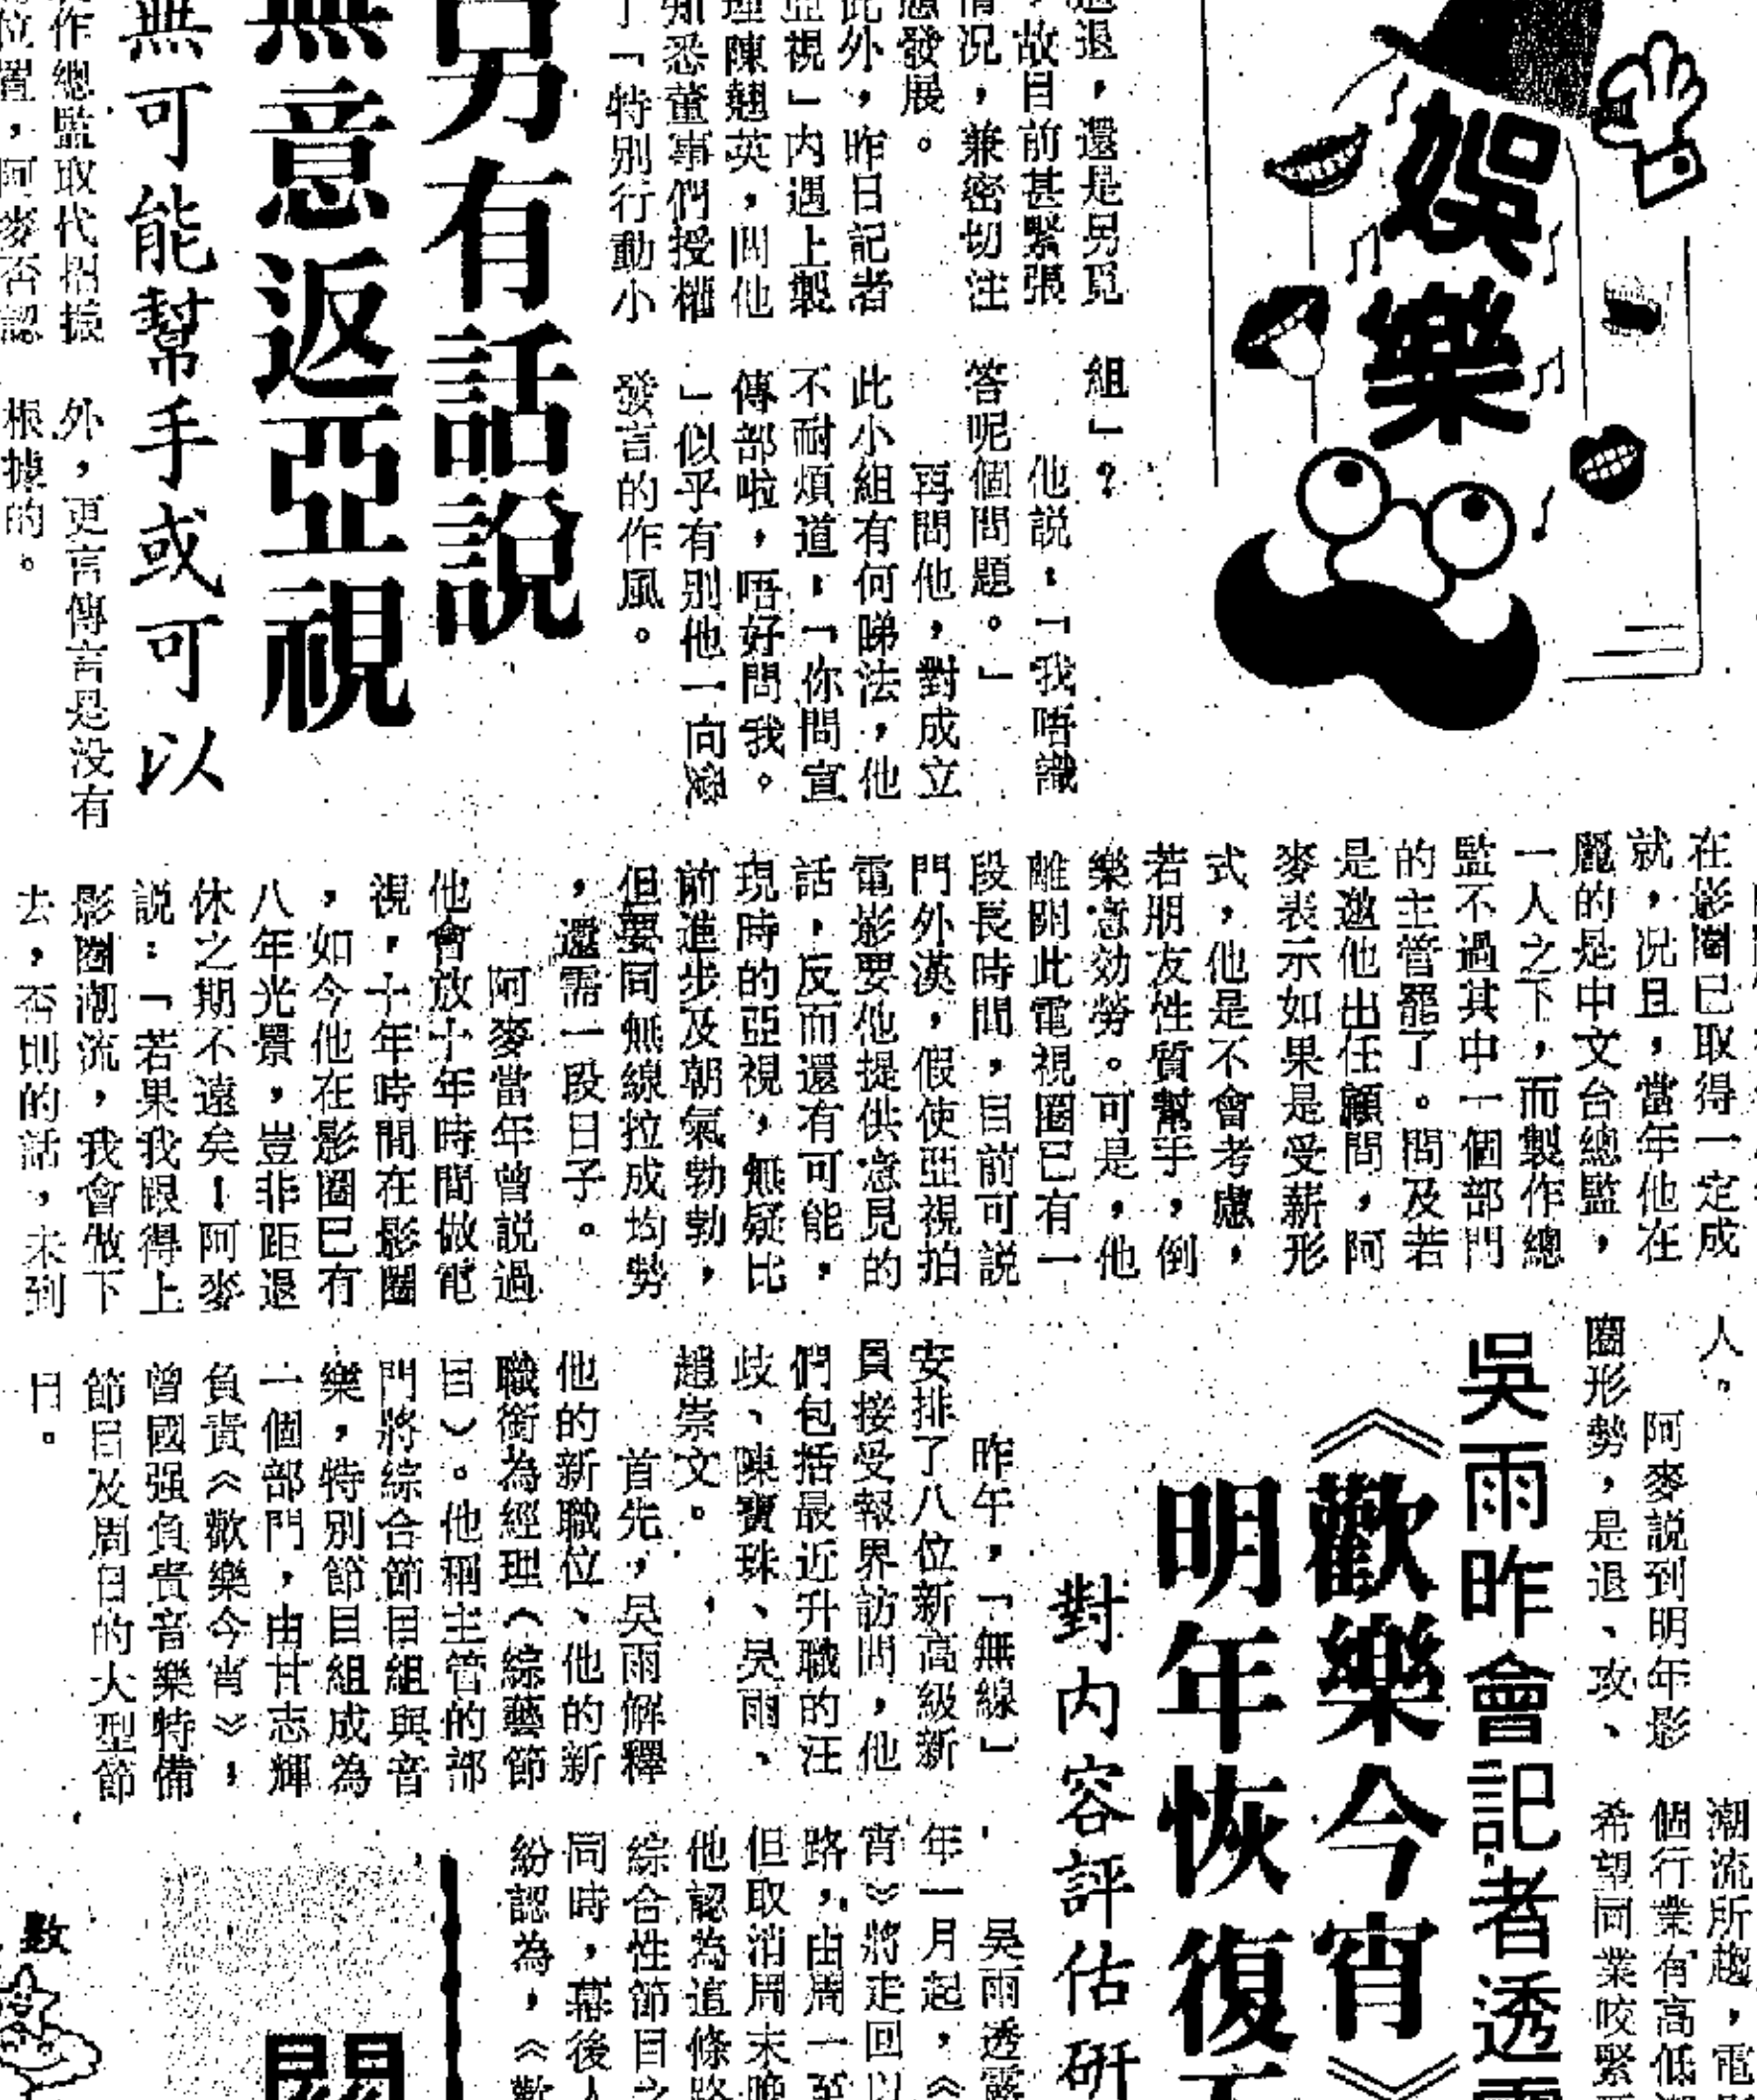 娛樂
退，還是另覓
，故目前甚緊張
情况，兼密切注
意發展。
此外，昨日記者
亞視」内遇上製
理陳翹英，問他
知悉董事們授權
了「特别行動小
組」？
他説：「我唔識
答呢個問題。」
再問他，對成立
此小組有何睇法，他
不耐煩道：「你問宣
傳部啦，唔好問我。
」似乎有别他一向
發言的作風。
另有話説
無意返亞視
無可能幫手或可以
作總監取代招振
位置，阿麥否認
外，更言傳言是没有
根據的。
在影圈已取得一定成
就，况且，當年他在
麗的是中文台總監，
一人之下，而製作總
監不過其中一個部門
的主管罷了。問及若
是邀他出任顧問，阿
麥表示如果是受薪形
式，他是不會考慮，
若朋友性質幫手，倒
樂意効勞。可是，他
離開此電視圈已有一
段長時間，目前可説
門外漢，假使亞視拍
電影要他提供意見的
話，反而還有可能，
現時的亞視，無疑比
前進步及朝氣勃勃，
但要同無線拉成均勢
，還需一段日子。
阿麥當年曾説過
他會放十年時間做電
視，十年時間在影圈
，如今他在影圈已有
八年光景，豈非距退
休之期不遠矣！阿麥
説：「若果我眼得上
影圈潮流，我會做下
去，否則的話，未到
人。
阿麥説到明年影
圈形勢，是退、攻、
潮流所趨，電
個行業有高低
希望同業咬緊
吳雨昨會記者透露
《歡樂今宵》
明年恢復
對内容評估研
昨午，「無線」
安排了八位新高級新
員接受報界訪問，他
們包括最近升職的汪
歧、陳寶珠、吳雨、
趙崇文。
首先，吳雨解釋
他的新職位、他的新
職銜為經理（綜藝節
目）。他稱主管的部
門將綜合節目組與音
樂，特别節目組成為
一個部門，由甘志輝
負責《歡樂今宵》，
曾國强負責音樂特備
節目及周日的大型節
目。
吳雨透露
年一月起，《
宵》將走回以
路，由周一至
但取消周末晚
他認為這條路
綜合性節目之
同時，幕後人
紛認為，《歡
數